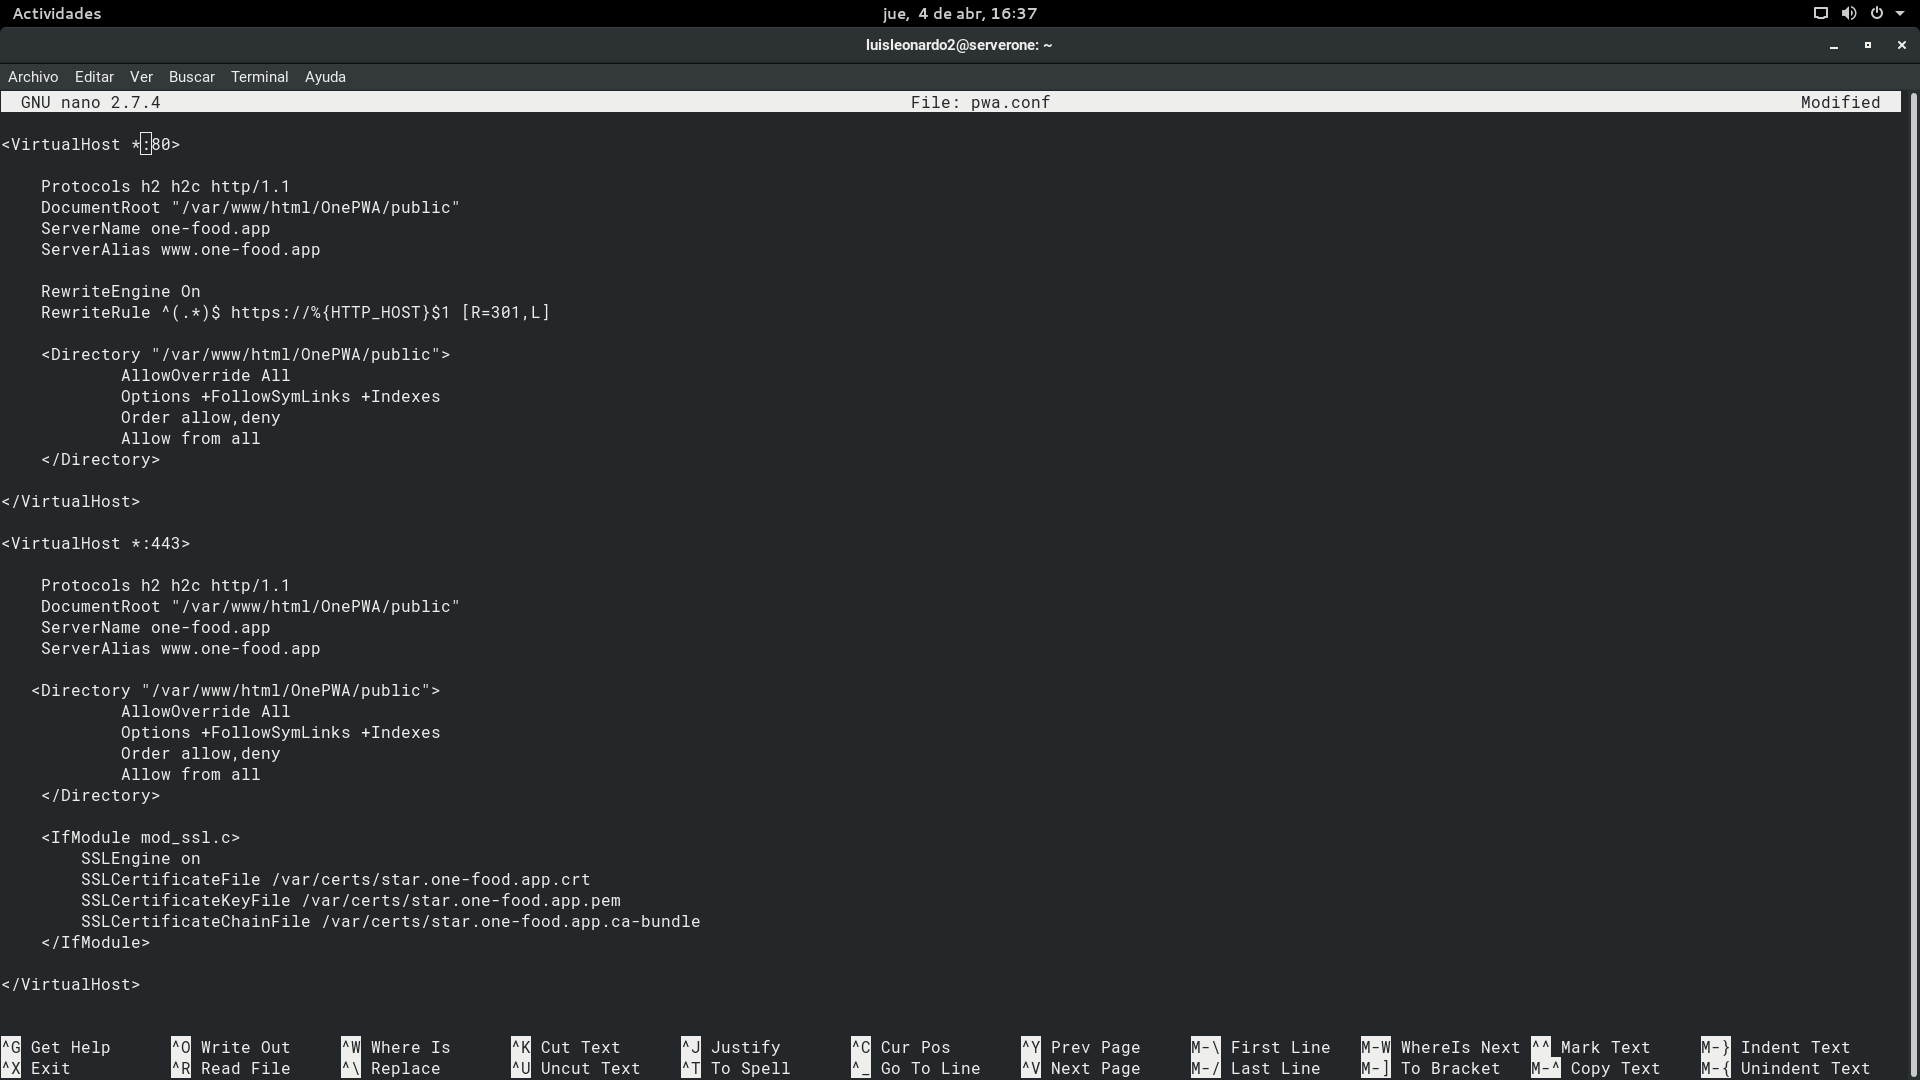 Actividades
jue, 4 de abr, 16:37
luisleonardo2@serverone: ~
Archivo Editar Ver Buscar Terminal Ayuda
GNU nano 2.7.4 File: pwa.conf Modified
<VirtualHost *:80>
Protocols h2 h2c http/1.1
DocumentRoot "/var/www/html/OnePWA/public"
ServerName one-food.app
ServerAlias www.one-food.app
RewriteEngine On
RewriteRule ^(.*)$ https://%{HTTP_HOST}$1 [R=301,L]
<Directory "/var/www/html/OnePWA/public">
AllowOverride All
Options +FollowSymLinks +Indexes
Order allow,deny
Allow from all
</Directory>
</VirtualHost>
<VirtualHost *:443>
Protocols h2 h2c http/1.1
DocumentRoot "/var/www/html/OnePWA/public"
ServerName one-food.app
ServerAlias www.one-food.app
<Directory "/var/www/html/OnePWA/public">
AllowOverride All
Options +FollowSymLinks +Indexes
Order allow,deny
Allow from all
</Directory>
<IfModule mod_ssl.c>
SSLEngine on
SSLCertificateFile /var/certs/star.one-food.app.crt
SSLCertificateKeyFile /var/certs/star.one-food.app.pem
SSLCertificateChainFile /var/certs/star.one-food.app.ca-bundle
</IfModule>
</VirtualHost>
^G Get Help ^O Write Out ^W Where Is ^K Cut Text ^J Justify ^C Cur Pos ^Y Prev Page M-\ First Line M-W WhereIs Next ^^ Mark Text M-} Indent Text
^X Exit ^R Read File ^\ Replace ^U Uncut Text ^T To Spell ^_ Go To Line ^V Next Page M-/ Last Line M-] To Bracket M-^ Copy Text M-{ Unindent Text